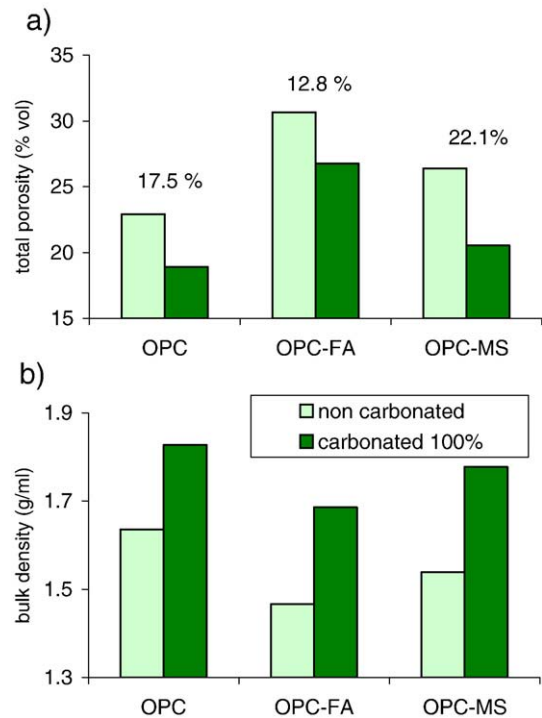 a)
total porosity (% vol)
35
30
25
20
15
17.5 %
12.8 %
22.1%
OPC
OPC-FA
OPC-MS
b)
bulk density (g/ml)
1.9
1.7
1.5
1.3
non carbonated
carbonated 100%
OPC
OPC-FA
OPC-MS